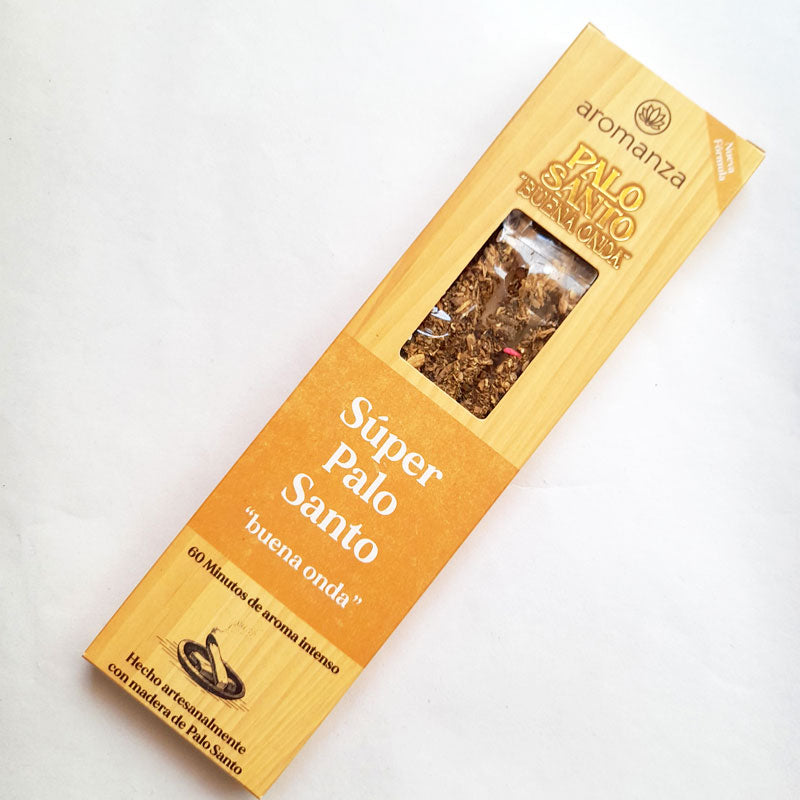 aromanza
Nueva
Fórmula
PALO
SANTO
"BUENA ONDA"
Súper
Palo
Santo
“buena onda”
60 Minutos de aroma intenso
Hecho artesanalmente
con madera de Palo Santo